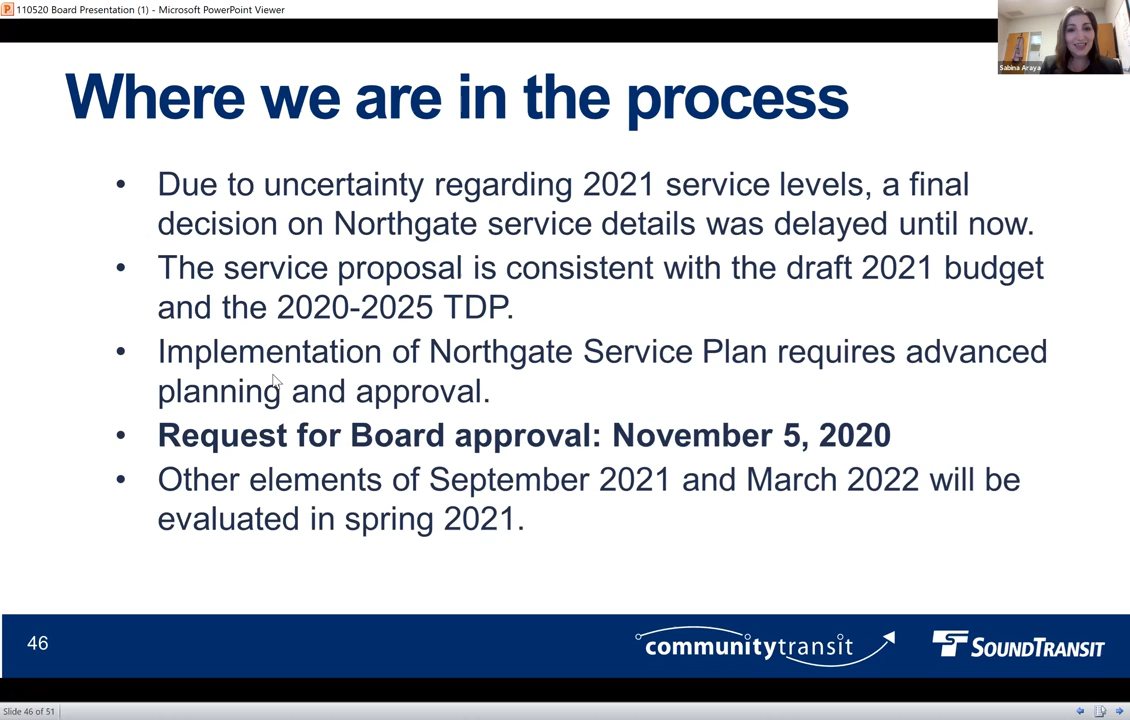 110520 Board Presentation (1) - Microsoft PowerPoint Viewer
Sabina Araya
Where we are in the process
• Due to uncertainty regarding 2021 service levels, a final
decision on Northgate service details was delayed until now.
• The service proposal is consistent with the draft 2021 budget
and the 2020-2025 TDP.
• Implementation of Northgate Service Plan requires advanced
planning and approval.
• Request for Board approval: November 5, 2020
• Other elements of September 2021 and March 2022 will be
evaluated in spring 2021.
46
communitytransit
SOUNDTRANSIT
Slide 46 of 51